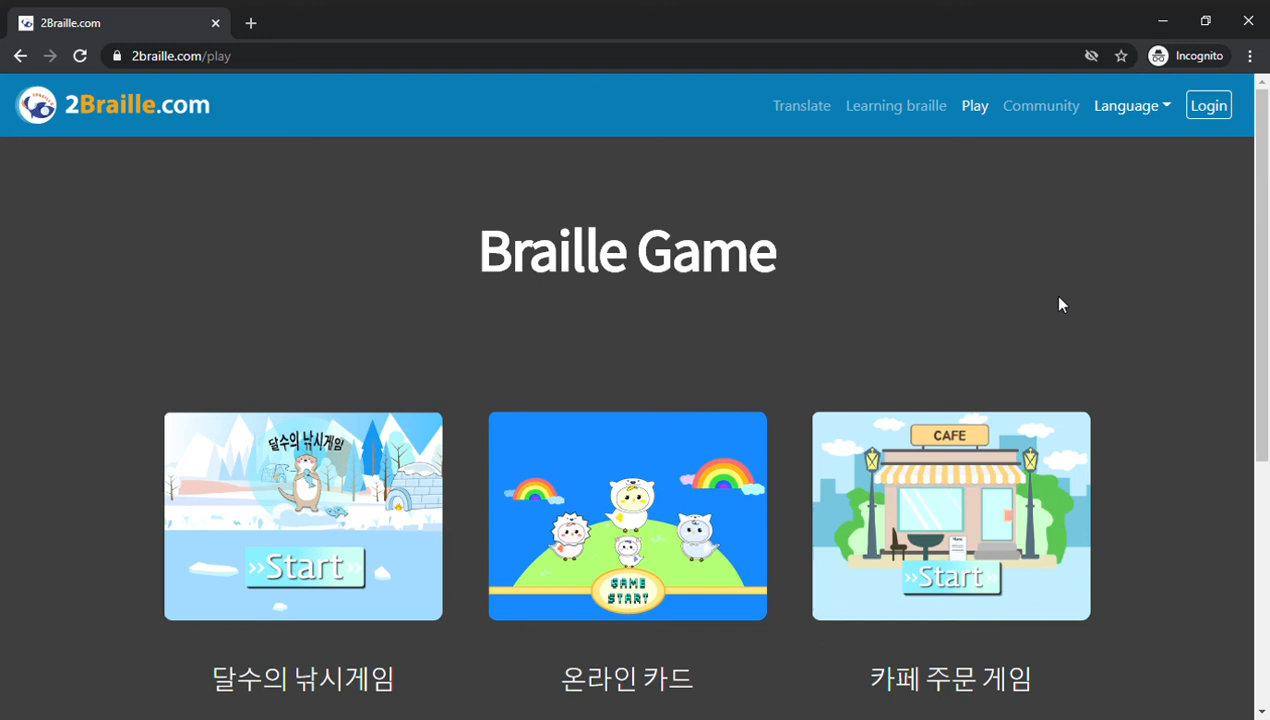 2Braille.com
2braille.com/play
Incognito
2Braille.com
Translate Learning braille Play Community Language Login
Braille Game
달수의 낚시게임
»Start»
GAME
START
CAFE
»Start»
달수의 낚시게임
온라인 카드
카페 주문 게임